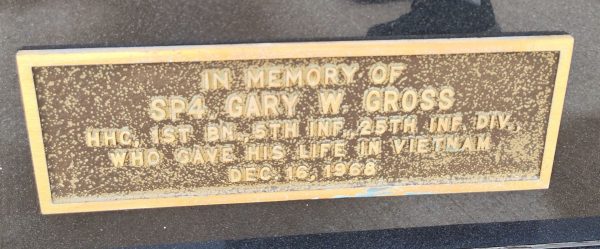 IN MEMORY OF
SP4 GARY W. GROSS
HHC, 1ST BN., 5TH INF., 25TH INF. DIV.,
WHO GAVE HIS LIFE IN VIETNAM
DEC. 16, 1968